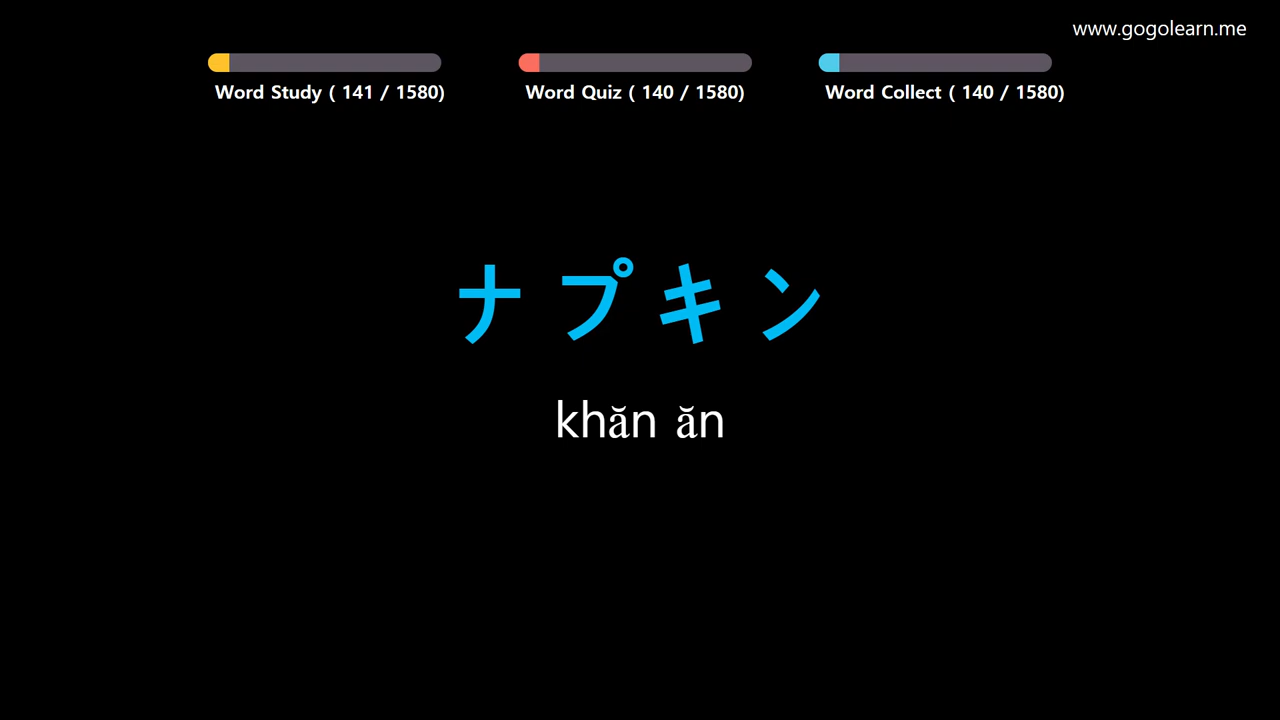 www.gogolearn.me
Word Study ( 141 / 1580)
Word Quiz ( 140 / 1580)
Word Collect ( 140 / 1580)
ナプキン
khăn ăn